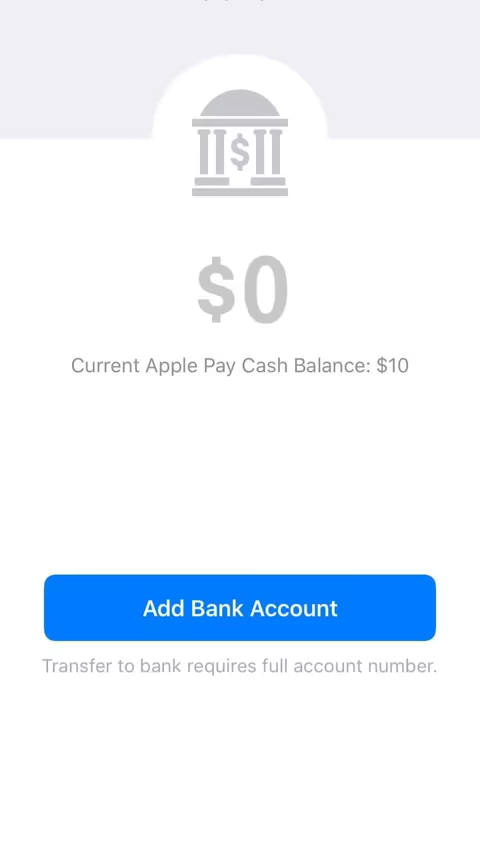 $
$0
Current Apple Pay Cash Balance: $10
Add Bank Account
Transfer to bank requires full account number.